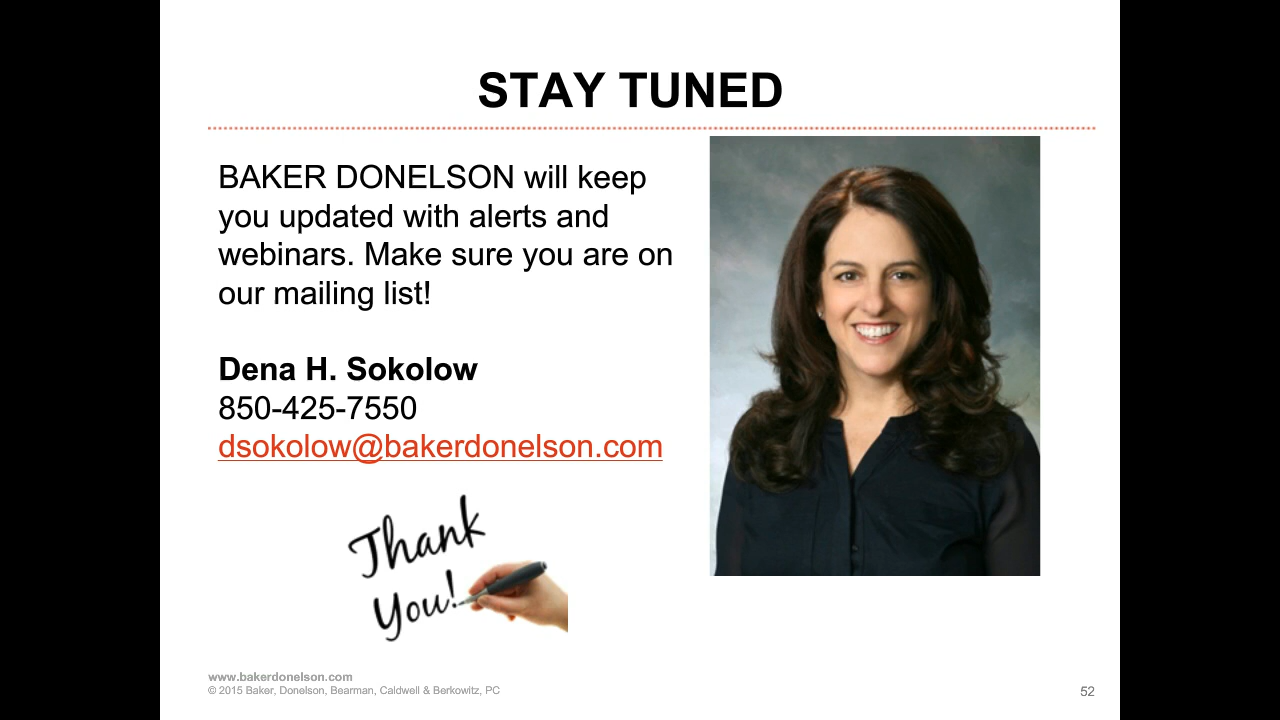 STAY TUNED
BAKER DONELSON will keep
you updated with alerts and
webinars. Make sure you are on
our mailing list!
Dena H. Sokolow
850-425-7550
dsokolow@bakerdonelson.com
Thank
You!
www.bakerdonelson.com
© 2015 Baker, Donelson, Bearman, Caldwell & Berkowitz, PC
52